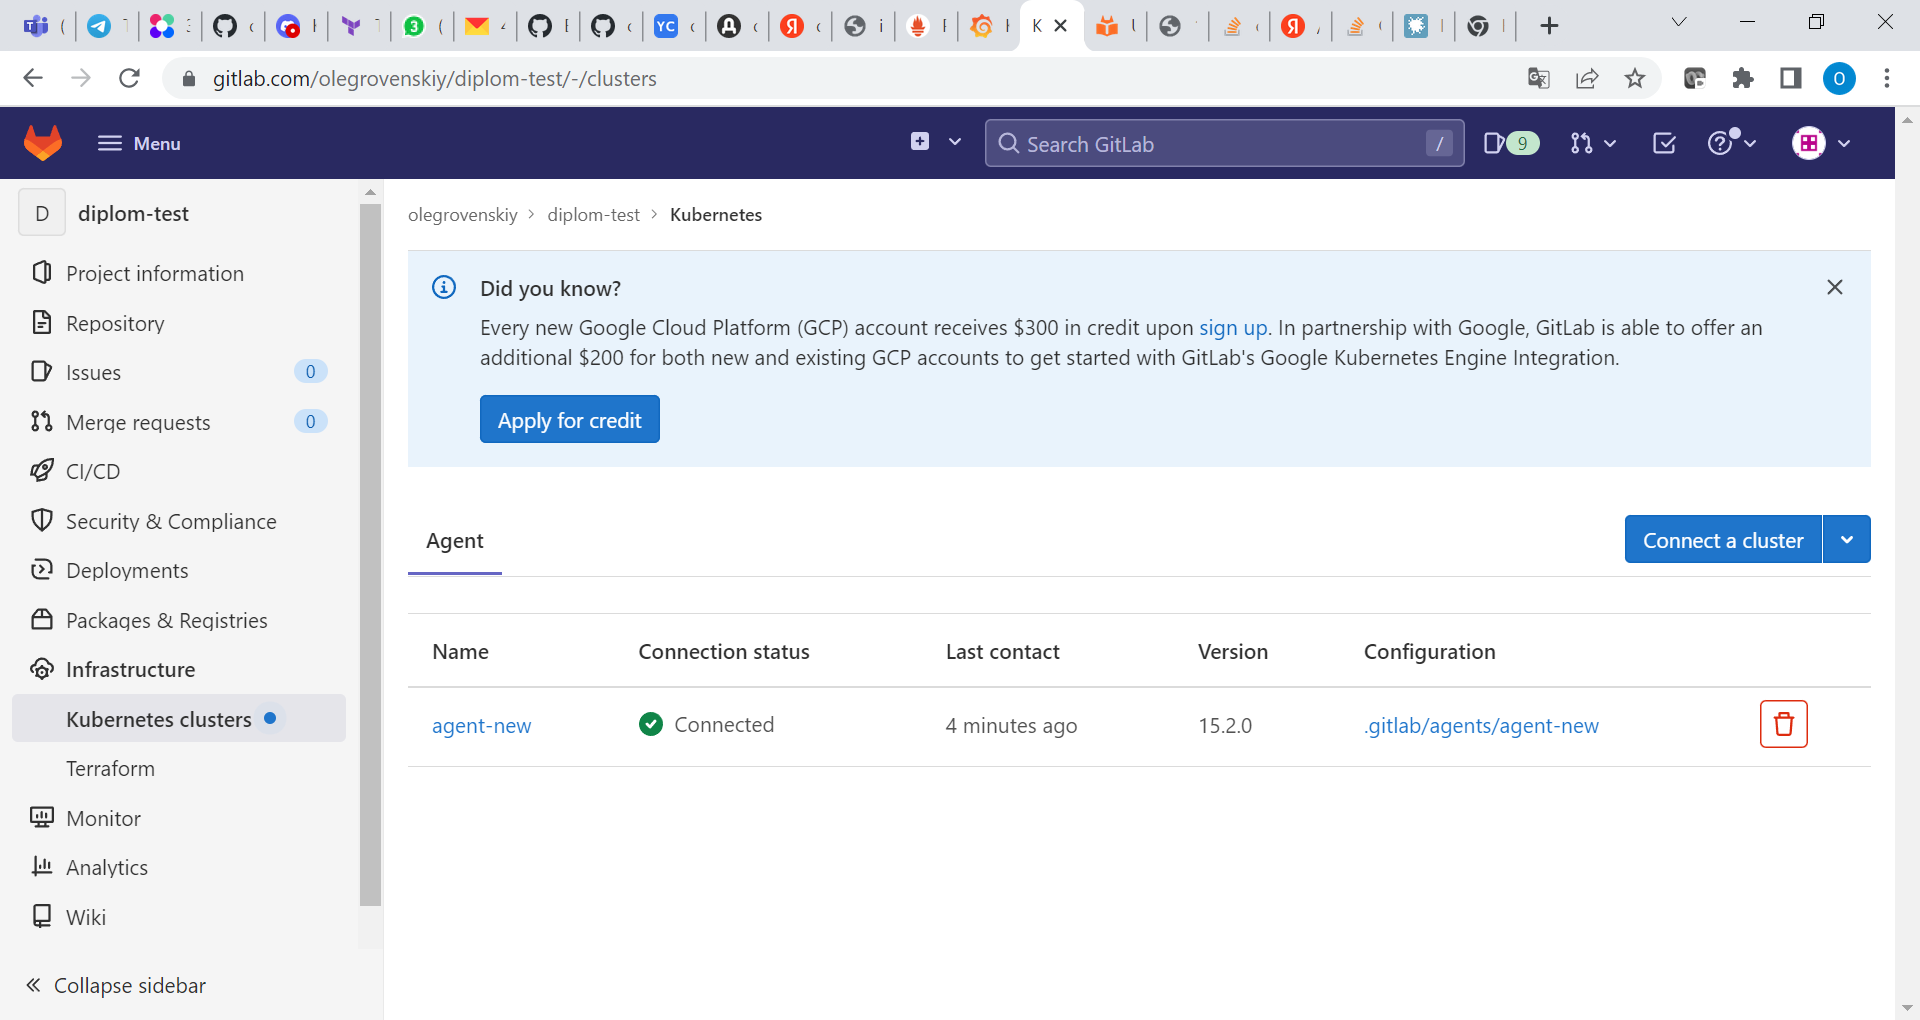 gitlab.com/olegrovenskiy/diplom-test/-/clusters
O
Menu
Search GitLab
/
9
D
diplom-test
Project information
Repository
Issues
0
Merge requests
0
CI/CD
Security & Compliance
Deployments
Packages & Registries
Infrastructure
Kubernetes clusters
Terraform
Monitor
Analytics
Wiki
Collapse sidebar
olegrovenskiy
diplom-test
Kubernetes
Did you know?
Every new Google Cloud Platform (GCP) account receives $300 in credit upon sign up. In partnership with Google, GitLab is able to offer an
additional $200 for both new and existing GCP accounts to get started with GitLab's Google Kubernetes Engine Integration.
Apply for credit
Agent
Connect a cluster
Name Connection status Last contact Version Configuration
agent-new Connected 4 minutes ago 15.2.0 .gitlab/agents/agent-new